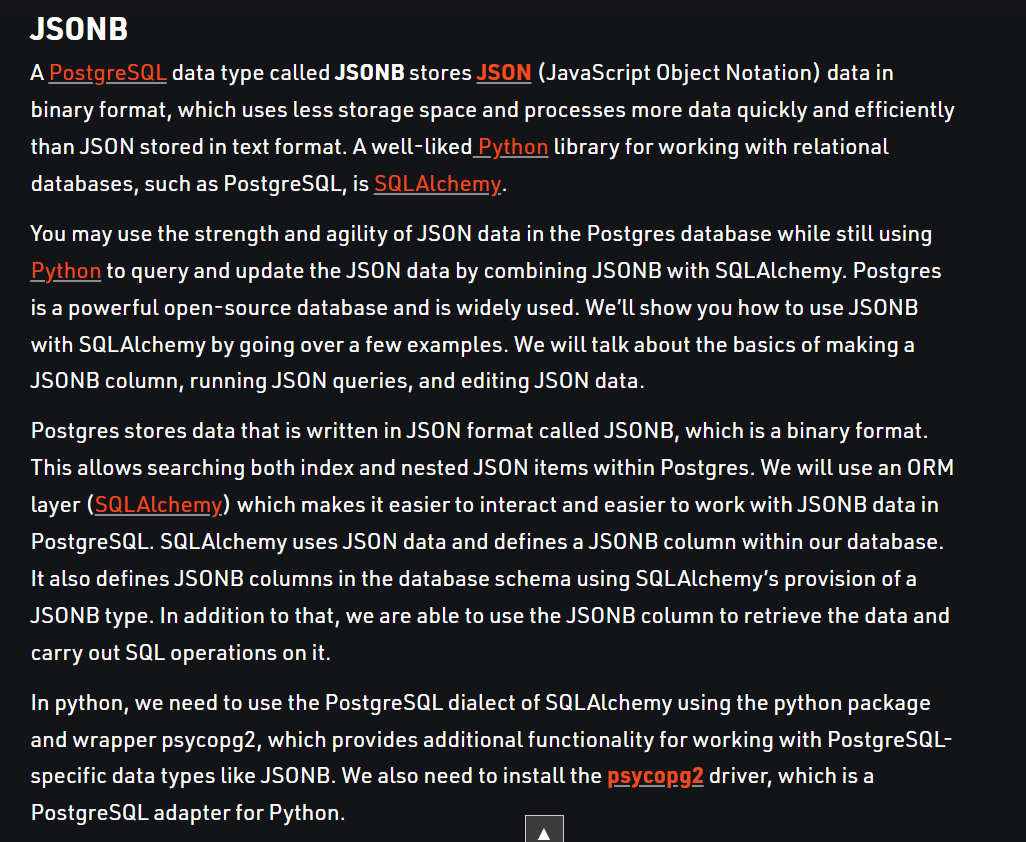 JSONB
A PostgreSQL data type called JSONB stores JSON (JavaScript Object Notation) data in
binary format, which uses less storage space and processes more data quickly and efficiently
than JSON stored in text format. A well-liked Python library for working with relational
databases, such as PostgreSQL, is SQLAlchemy.
You may use the strength and agility of JSON data in the Postgres database while still using
Python to query and update the JSON data by combining JSONB with SQLAlchemy. Postgres
is a powerful open-source database and is widely used. We’ll show you how to use JSONB
with SQLAlchemy by going over a few examples. We will talk about the basics of making a
JSONB column, running JSON queries, and editing JSON data.
Postgres stores data that is written in JSON format called JSONB, which is a binary format.
This allows searching both index and nested JSON items within Postgres. We will use an ORM
layer (SQLAlchemy) which makes it easier to interact and easier to work with JSONB data in
PostgreSQL. SQLAlchemy uses JSON data and defines a JSONB column within our database.
It also defines JSONB columns in the database schema using SQLAlchemy’s provision of a
JSONB type. In addition to that, we are able to use the JSONB column to retrieve the data and
carry out SQL operations on it.
In python, we need to use the PostgreSQL dialect of SQLAlchemy using the python package
and wrapper psycopg2, which provides additional functionality for working with PostgreSQL-
specific data types like JSONB. We also need to install the psycopg2 driver, which is a
PostgreSQL adapter for Python.